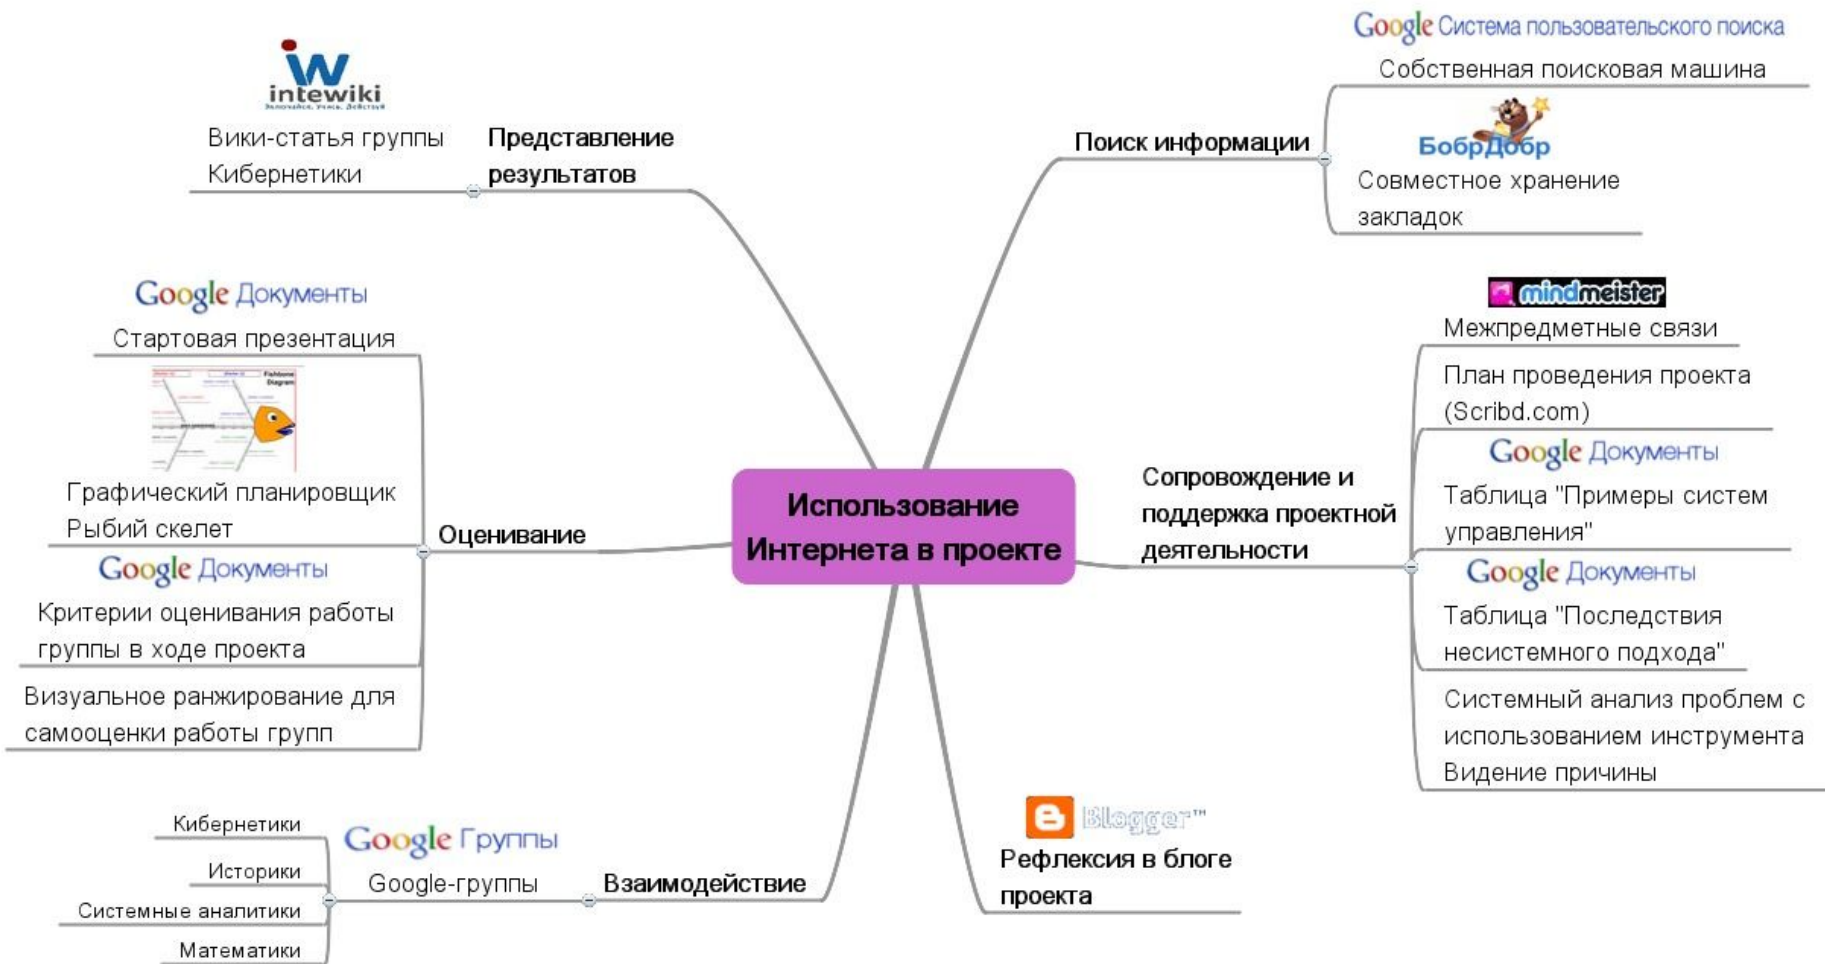 Использование
Интернета в проекте
Google Система пользовательского поиска
Собственная поисковая машина
Поиск информации
БобрДобр
Совместное хранение
закладок
mindmeister
Межпредметные связи
План проведения проекта
(Scribd.com)
Google Документы
Таблица "Примеры систем
управления"
Сопровождение и
поддержка проектной
деятельности
Google Документы
Таблица "Последствия
несистемного подхода"
Системный анализ проблем с
использованием инструмента
Видение причины
Blogger™
Рефлексия в блоге
проекта
intewiki
Вики-статья группы
Кибернетики
Представление
результатов
Google Документы
Стартовая презентация
Fishbone
Diagram
Графический планировщик
Рыбий скелет
Оценивание
Google Документы
Критерии оценивания работы
группы в ходе проекта
Визуальное ранжирование для
самооценки работы групп
Google Группы
Google-группы
Взаимодействие
Кибернетики
Историки
Системные аналитики
Математики